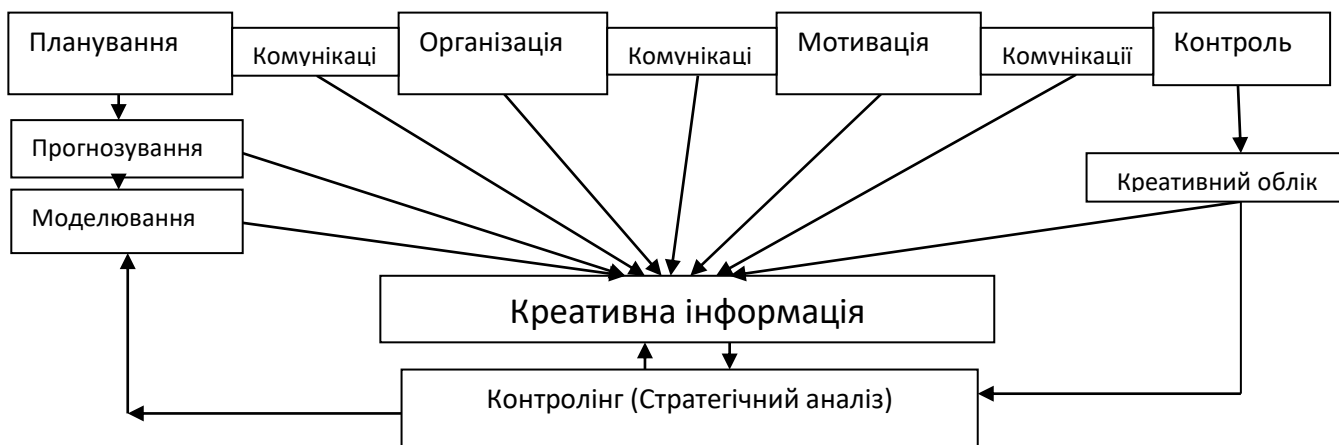 Планування
Комунікаці
Організація
Комунікаці
Мотивація
Комунікації
Контроль
Прогнозування
Креативний облік
Моделювання
Креативна інформація
Контролінг (Стратегічний аналіз)